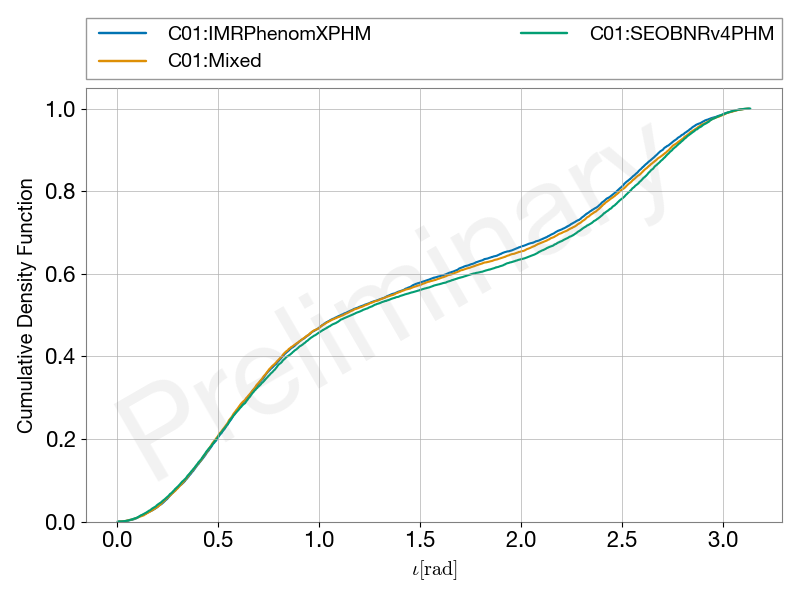 C01:IMRPhenomXPHM
C01:SEOBNRv4PHM
C01:Mixed
Preliminary
Cumulative Density Function
1.0
0.8
0.6
0.4
0.2
0.0
0.0 0.5 1.0 1.5 2.0 2.5 3.0
ι[rad]